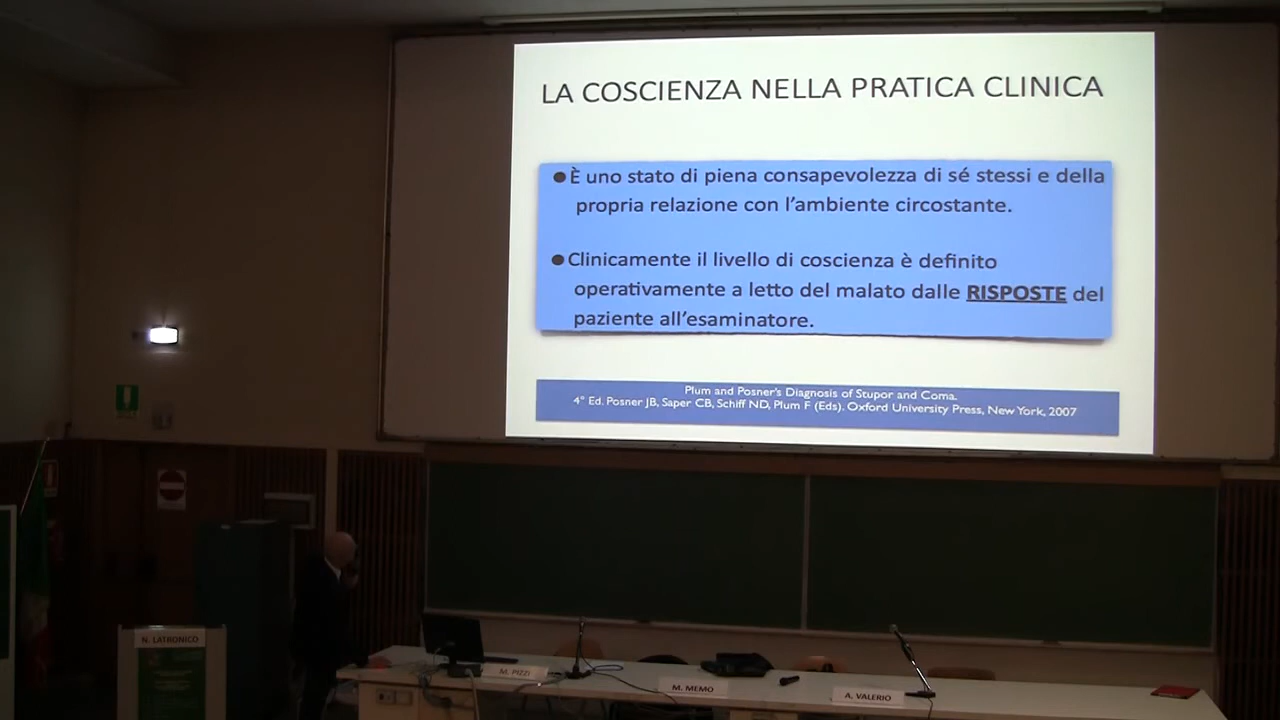 LA COSCIENZA NELLA PRATICA CLINICA
●È uno stato di piena consapevolezza di sé stessi e della
propria relazione con l'ambiente circostante.
●Clinicamente il livello di coscienza è definito
operativamente a letto del malato dalle RISPOSTE del
paziente all'esaminatore.
Plum and Posner's Diagnosis of Stupor and Coma.
4° Ed. Posner JB, Saper CB, Schiff ND, Plum F (Eds). Oxford University Press, New York, 2007
N. LATRONICO
M. PIZZI
M. MEMO
A. VALERIO